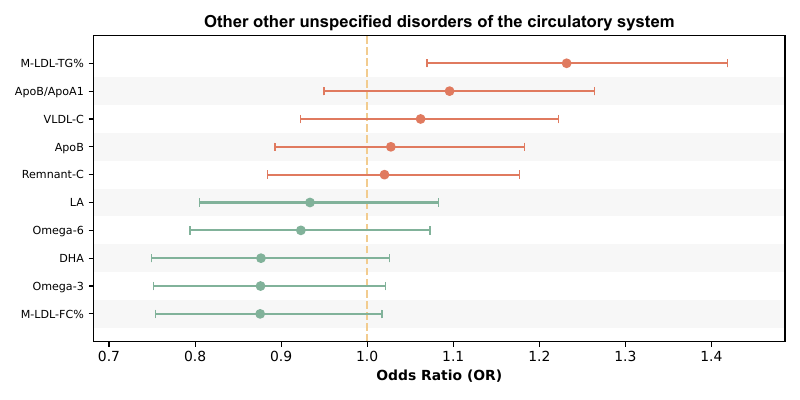 Other other unspecified disorders of the circulatory system
M-LDL-TG%
ApoB/ApoA1
VLDL-C
ApoB
Remnant-C
LA
Omega-6
DHA
Omega-3
M-LDL-FC%
0.7 0.8 0.9 1.0 1.1 1.2 1.3 1.4
Odds Ratio (OR)